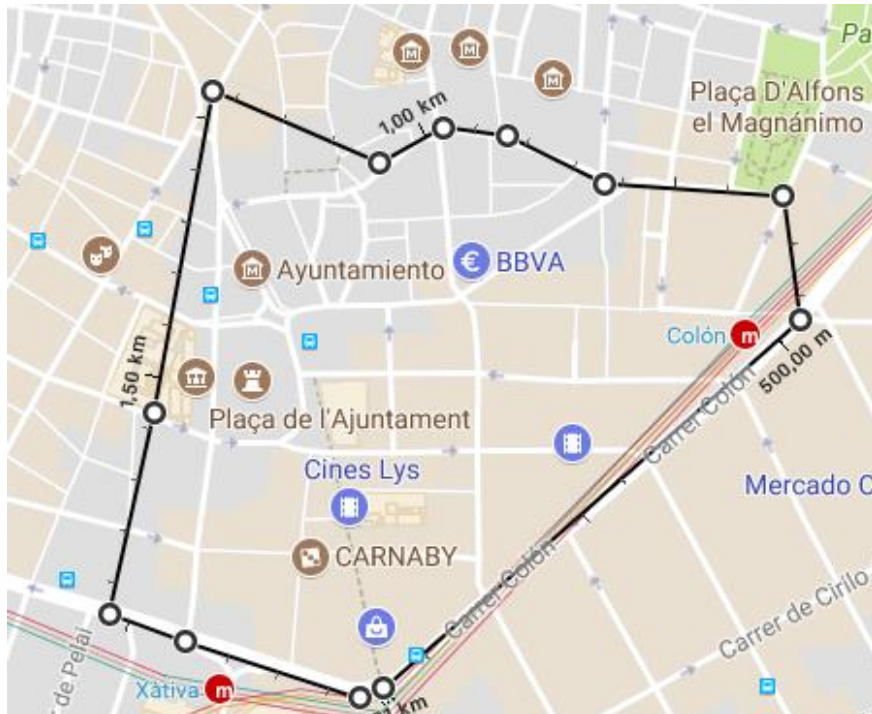 Pa
Plaça D'Alfons
el Magnánimo
1,00 km
Ayuntamiento
€ BBVA
Colón
m
500,00 m
1,50 km
Plaça de l'Ajuntament
Carrer Colón
Cines Lys
Mercado C
CARNABY
Carrer Colón
Carrer de Cirilo
r de Pelai
Xàtiva
m
km